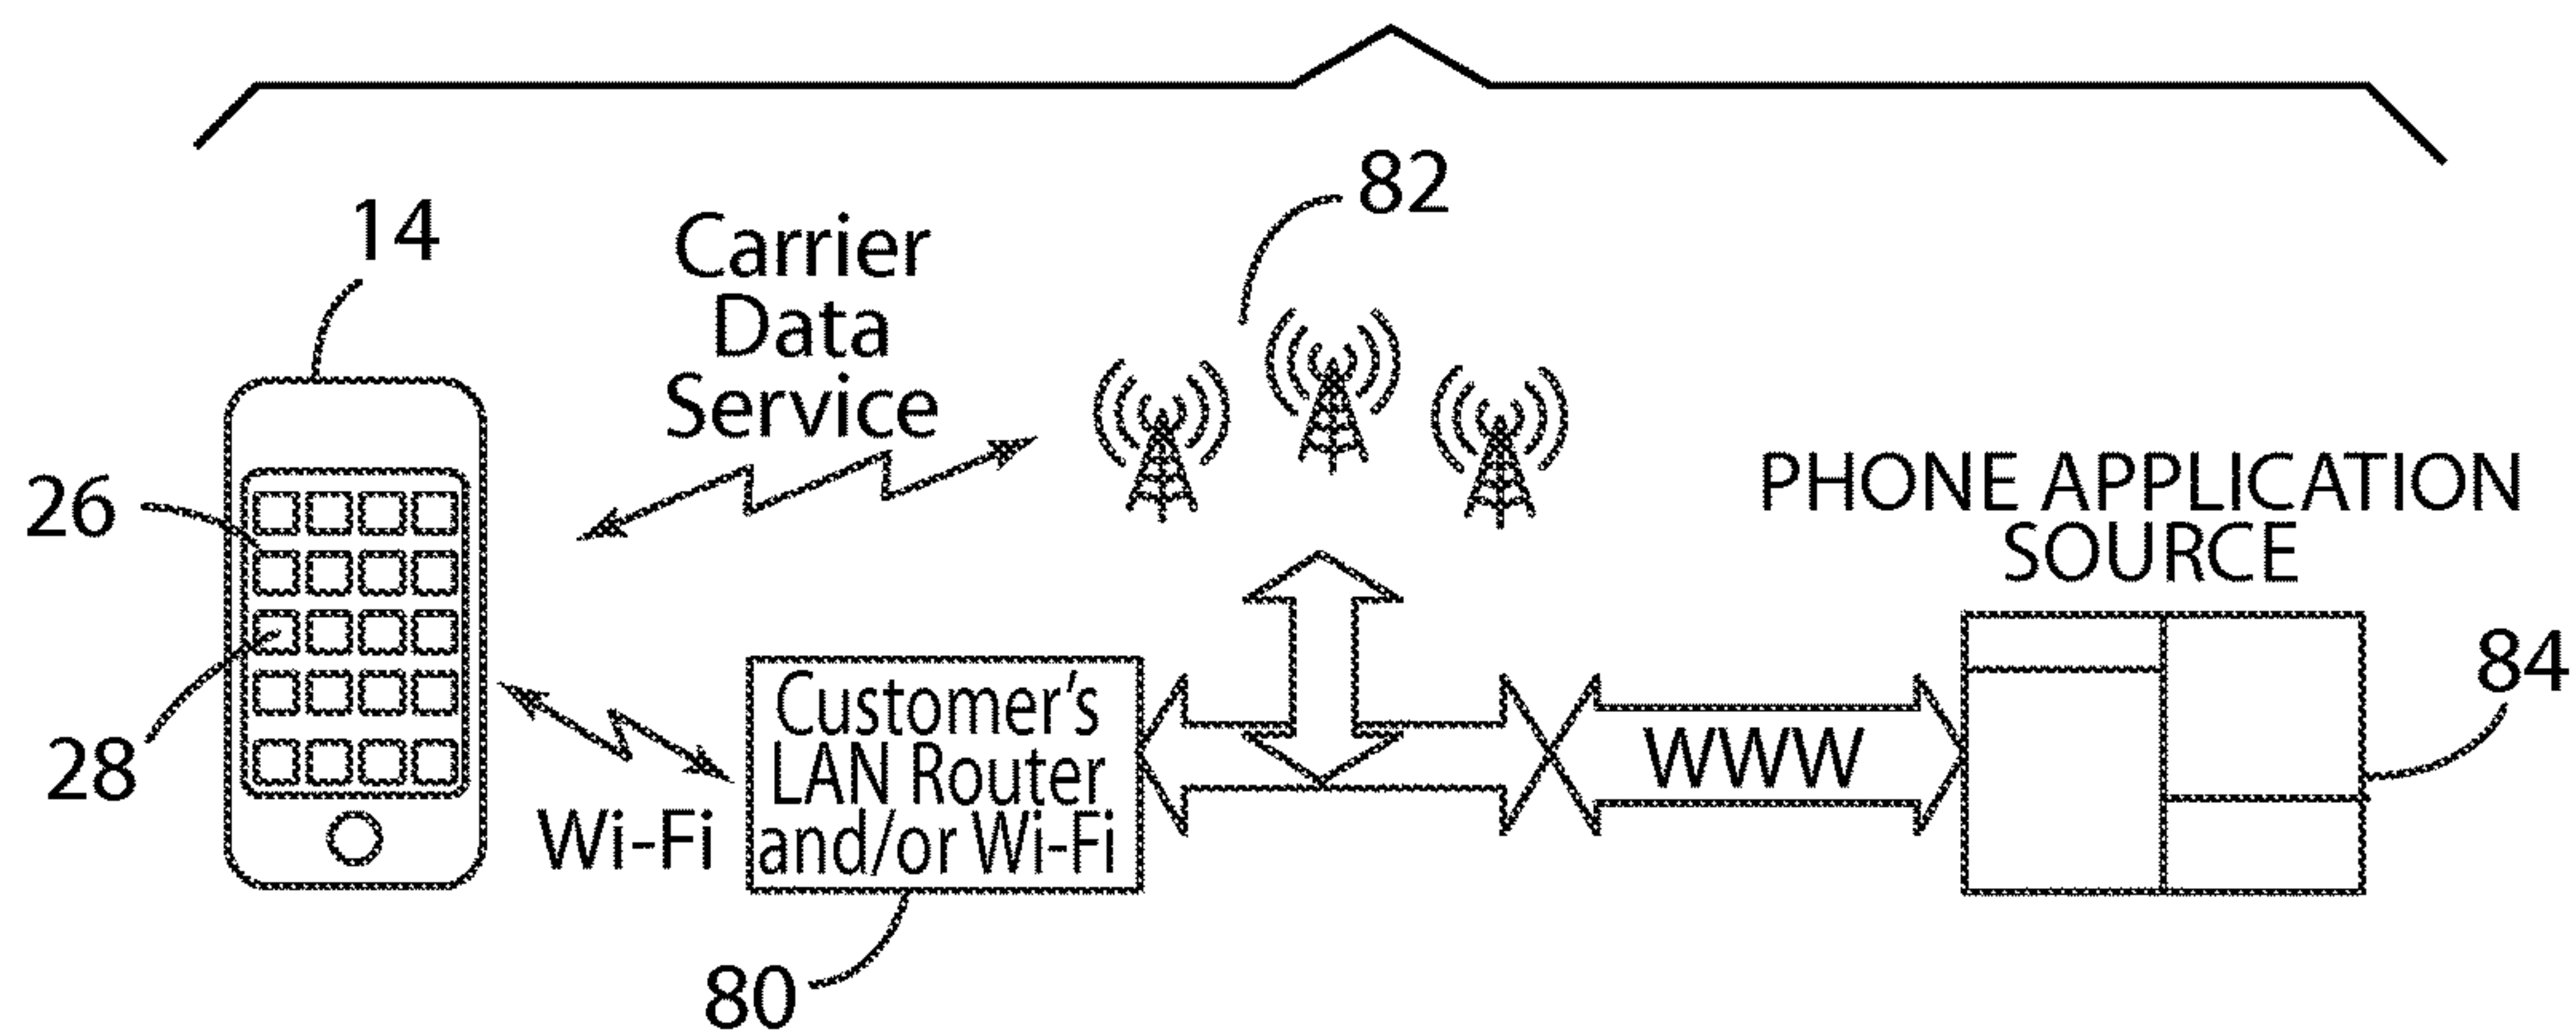 82
14
Carrier
Data
Service
26
PHONE APPLICATION
SOURCE
84
28
Customer's
LAN Router
and/or Wi-Fi
WWW
Wi-Fi
80